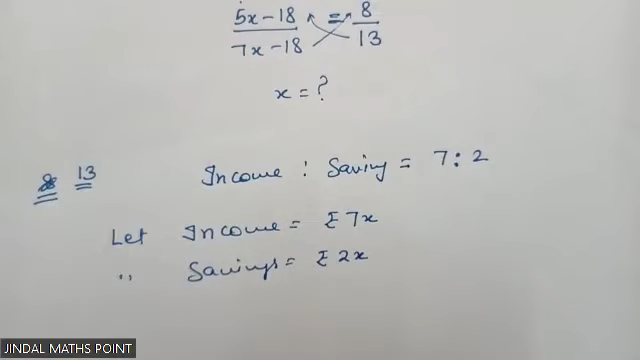 5x-18 = 8
7x-18 13
x = ?
13 Income : Saving = 7:2
Let Income = ₹7x
,, Savings = ₹2x
JINDAL MATHS POINT